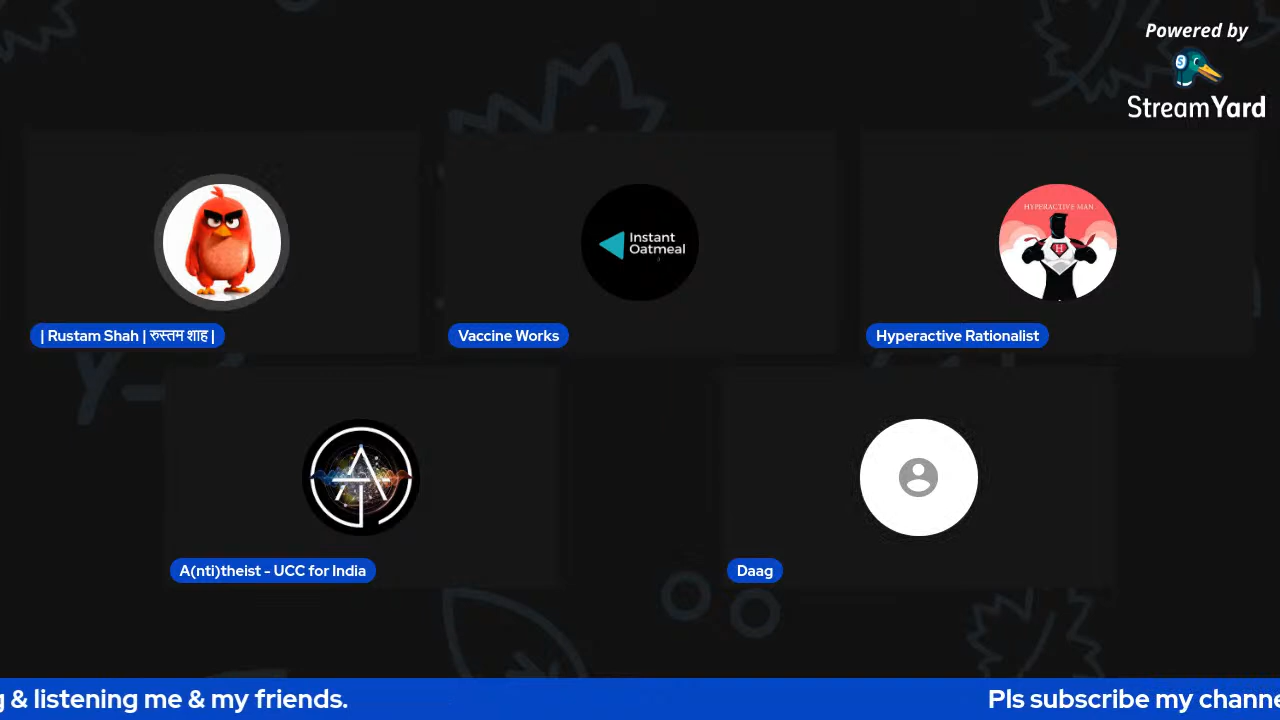 Powered by
StreamYard
HYPERACTIVE MAN
Instant
Oatmeal
H
| Rustam Shah | रुस्तम शाह |
Vaccine Works
Hyperactive Rationalist
A(nti)theist - UCC for India
Daag
& listening me & my friends.
Pls subscribe my